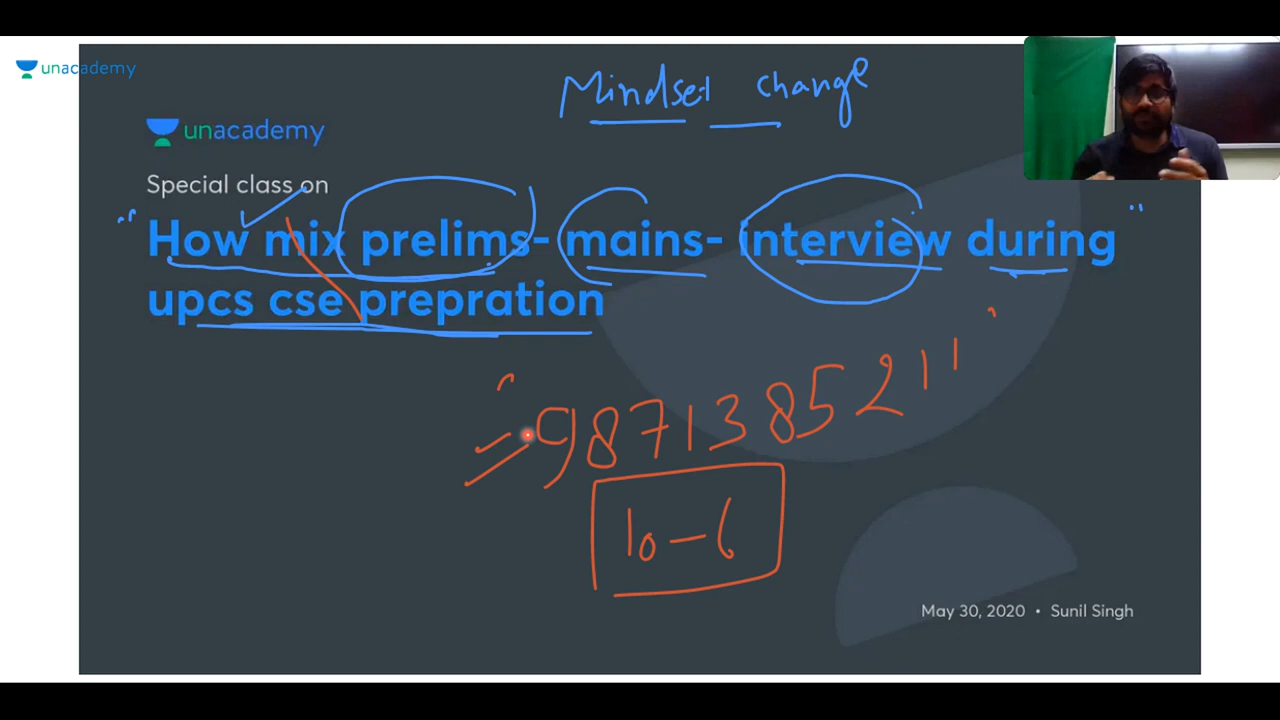 unacademy
Mindset change
unacademy
Special class on
"How mix prelims- mains- interview during"
upcs cse prepration
9871385211
10-6
May 30, 2020 • Sunil Singh